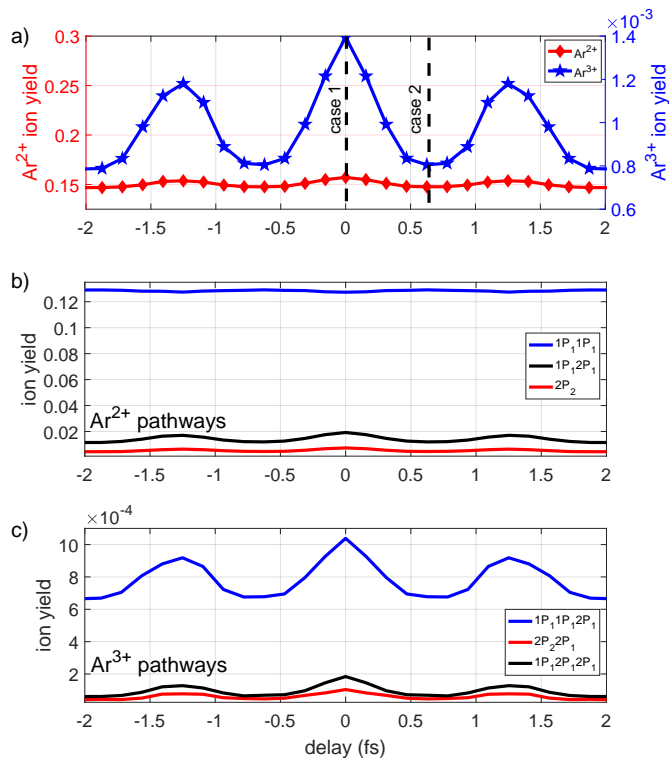 a)
×10⁻³
0.3
0.25
0.2
0.15
Ar²⁺ ion yield
case 1
case 2
Ar²⁺
Ar³⁺
1.4
1.2
1
0.8
0.6
Ar³⁺ ion yield
-2 -1.5 -1 -0.5 0 0.5 1 1.5 2
b)
0.12
0.1
0.08
0.06
0.04
0.02
ion yield
1P₁1P₁
1P₁2P₁
2P₂
Ar²⁺ pathways
-2 -1.5 -1 -0.5 0 0.5 1 1.5 2
c)
×10⁻⁴
10
8
6
4
2
ion yield
1P₁1P₁2P₁
2P₂2P₁
1P₁2P₁2P₁
Ar³⁺ pathways
-2 -1.5 -1 -0.5 0 0.5 1 1.5 2
delay (fs)